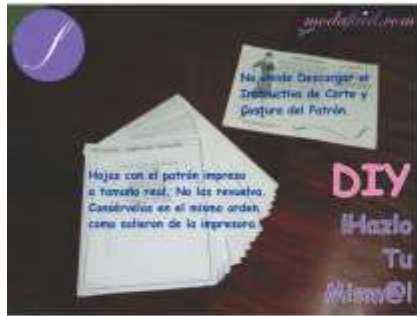 modafacil.com
No olvide Descargar el
Instructivo de Corte y
Costura del Patrón.
Hojas con el patrón impreso
a tamaño real, No las revuelva.
Consérvelas en el mismo orden
como salieron de la impresora.
DIY
¡Hazlo
Tu
Mism@!